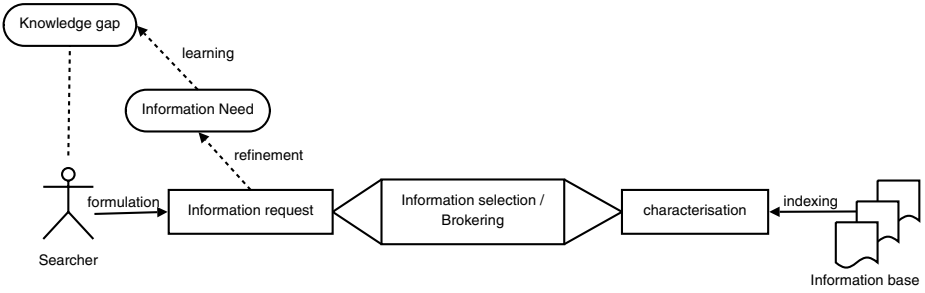 Knowledge gap
learning
Information Need
refinement
formulation
Information request
Information selection /
Brokering
characterisation
indexing
Searcher
Information base